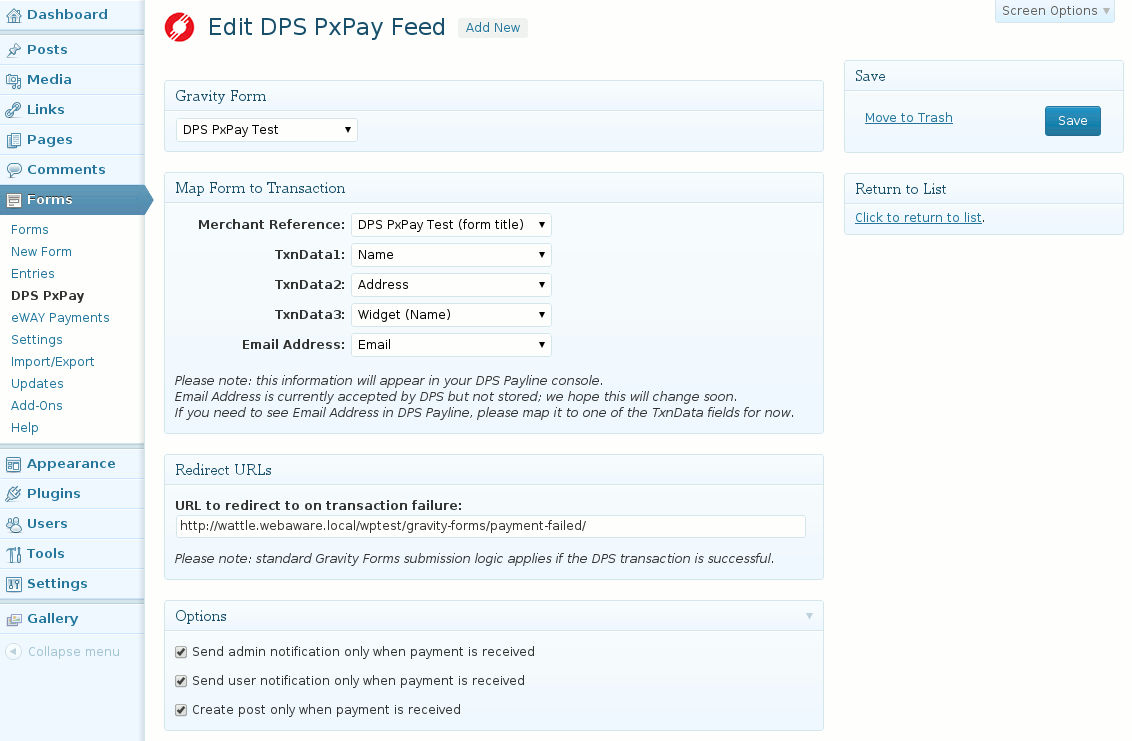 Dashboard
Posts
Media
Links
Pages
Comments
Forms
Forms
New Form
Entries
DPS PxPay
eWAY Payments
Settings
Import/Export
Updates
Add-Ons
Help
Appearance
Plugins
Users
Tools
Settings
Gallery
Collapse menu
Screen Options
Edit DPS PxPay Feed Add New
Gravity Form
DPS PxPay Test
Map Form to Transaction
Merchant Reference: DPS PxPay Test (form title)
TxnData1: Name
TxnData2: Address
TxnData3: Widget (Name)
Email Address: Email
Please note: this information will appear in your DPS Payline console.
Email Address is currently accepted by DPS but not stored; we hope this will change soon.
If you need to see Email Address in DPS Payline, please map it to one of the TxnData fields for now.
Redirect URLs
URL to redirect to on transaction failure:
http://wattle.webaware.local/wptest/gravity-forms/payment-failed/
Please note: standard Gravity Forms submission logic applies if the DPS transaction is successful.
Options
Send admin notification only when payment is received
Send user notification only when payment is received
Create post only when payment is received
Save
Move to Trash Save
Return to List
Click to return to list.